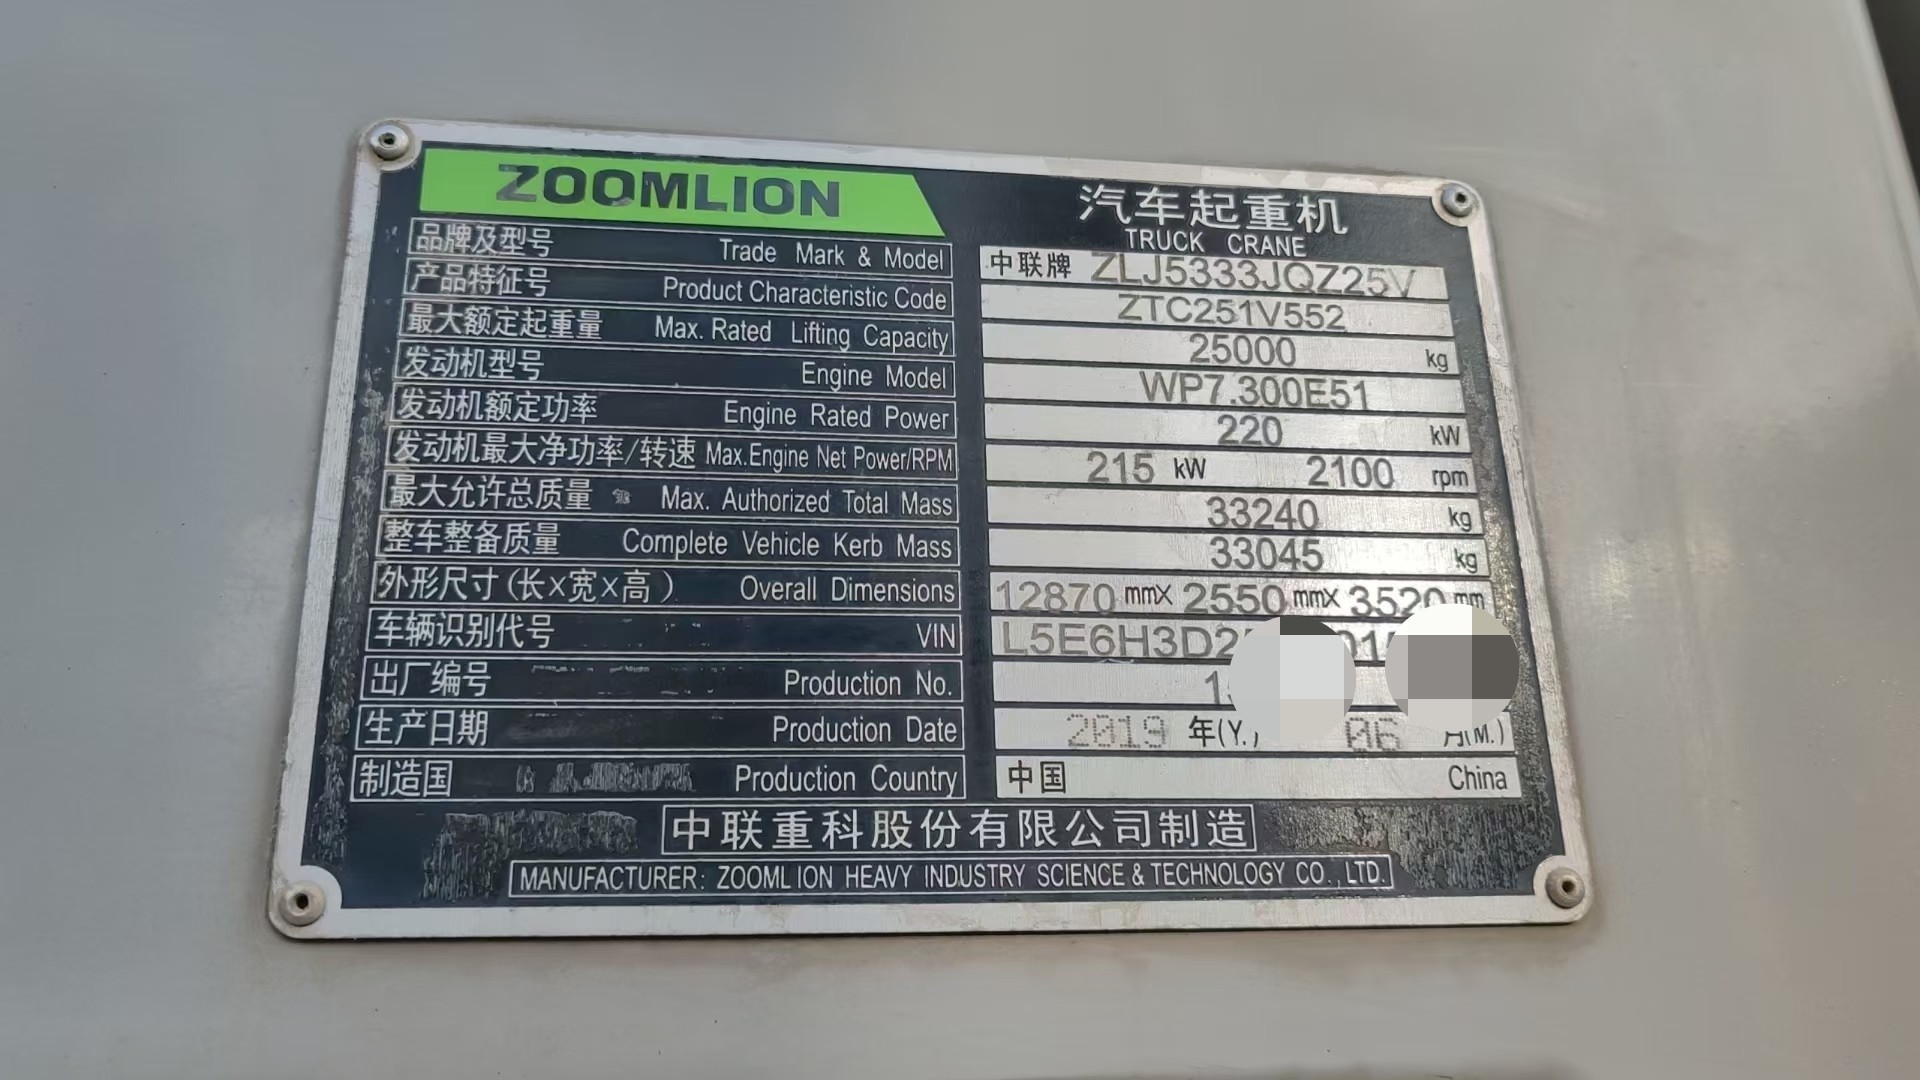 ZOOMLION
汽车起重机
TRUCK CRANE
品牌及型号 Trade Mark & Model 中联牌 ZLJ5333JQZ25V
产品特征号 Product Characteristic Code ZTC251V552
最大额定起重量 Max. Rated Lifting Capacity 25000 kg
发动机型号 Engine Model WP7.300E51
发动机额定功率 Engine Rated Power 220 kW
发动机最大净功率/转速 Max.Engine Net Power/RPM 215 kW 2100 rpm
最大允许总质量 Max. Authorized Total Mass 33240 kg
整车整备质量 Complete Vehicle Kerb Mass 33045 kg
外形尺寸(长×宽×高) Overall Dimensions 12870 mmX 2550 mmX 3520 mm
车辆识别代号 VIN
出厂编号 Production No.
生产日期 Production Date 2019 年(Y.) 06 月(M.)
制造国 Production Country 中国 China
中联重科股份有限公司制造
MANUFACTURER: ZOOMLION HEAVY INDUSTRY SCIENCE & TECHNOLOGY CO., LTD.